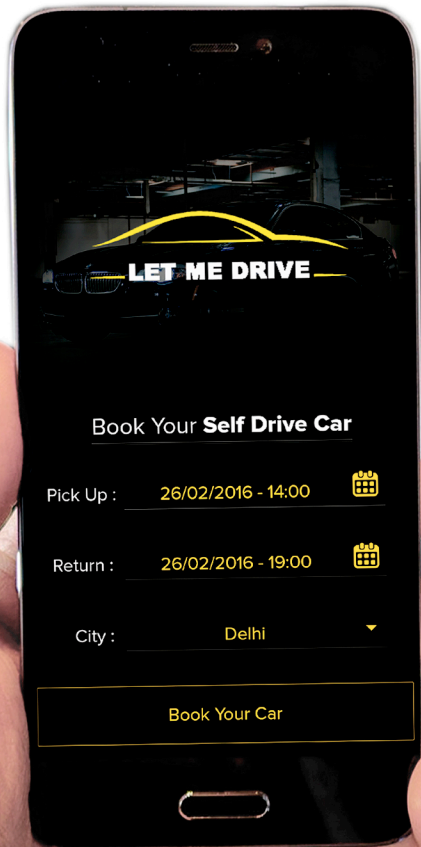 LET ME DRIVE
Book Your Self Drive Car
Pick Up : 26/02/2016 - 14:00
Return : 26/02/2016 - 19:00
City : Delhi
Book Your Car